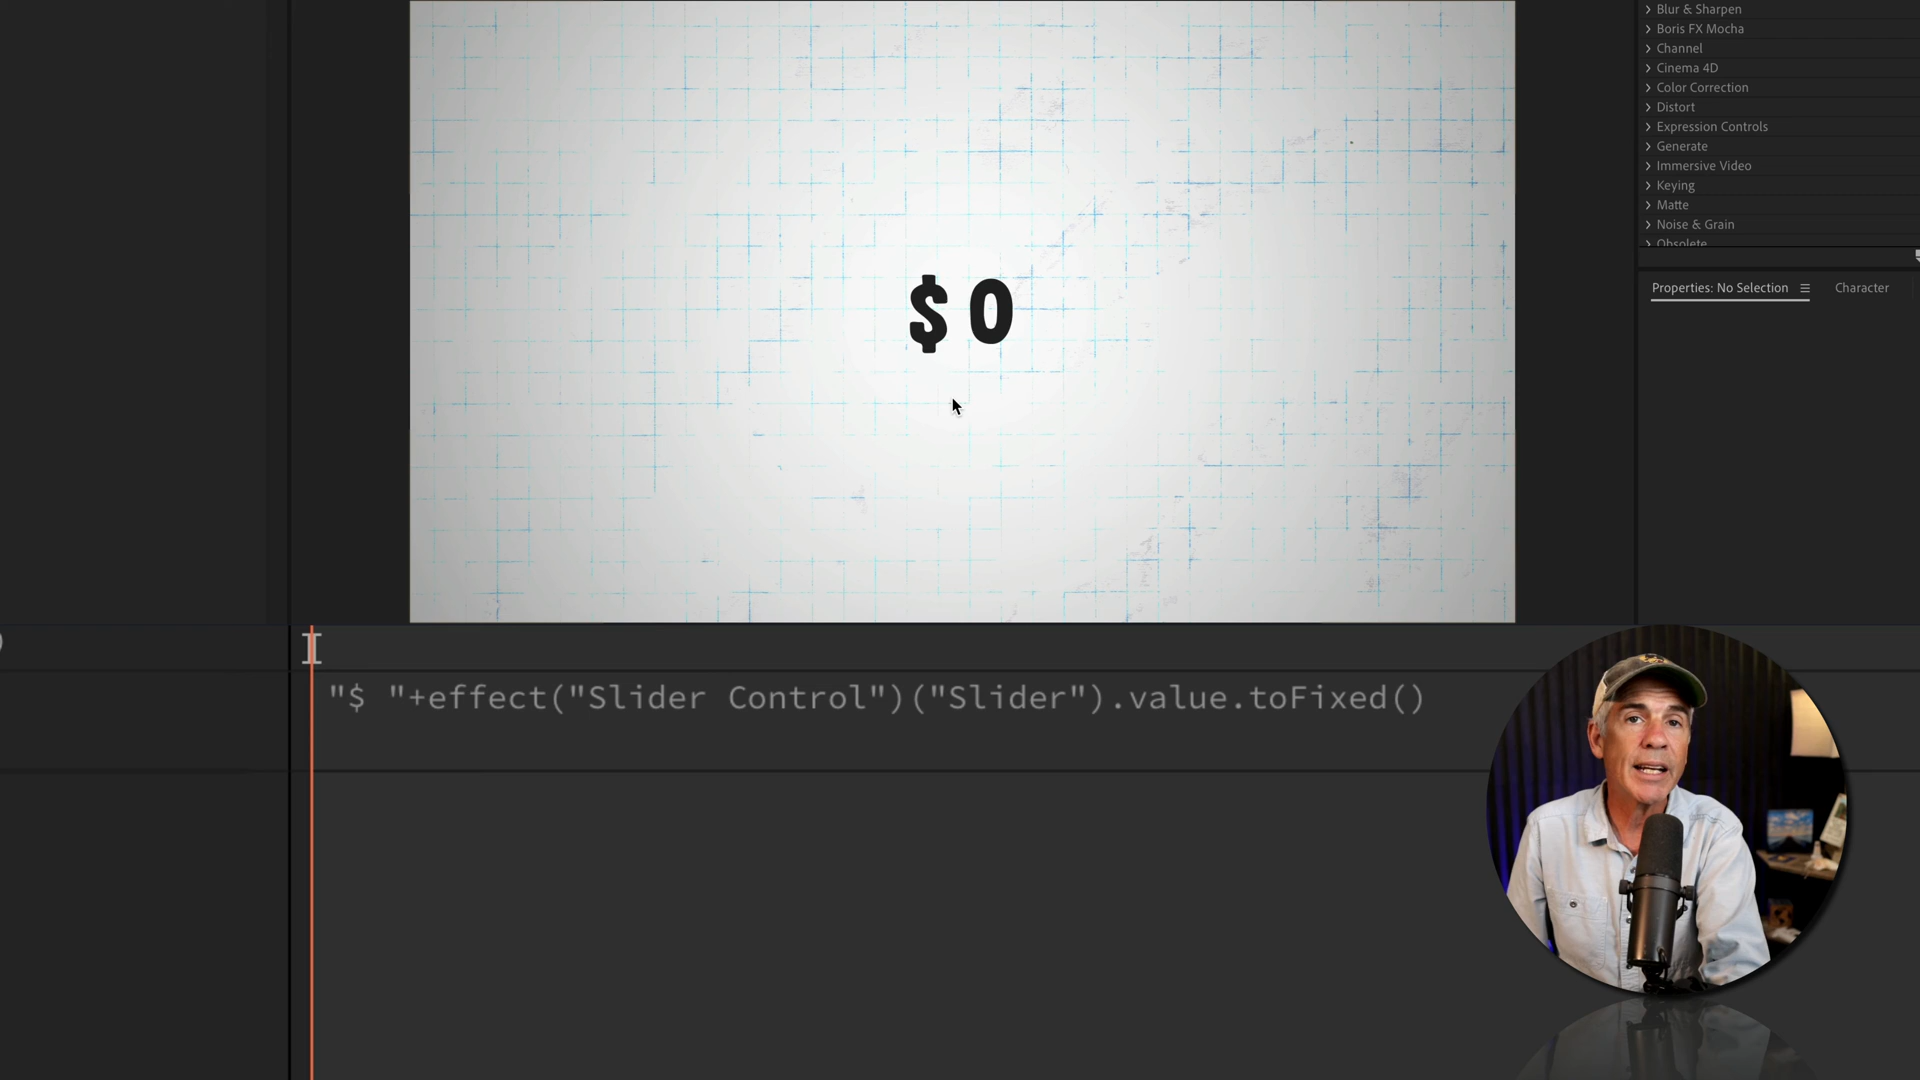 Blur & Sharpen
Boris FX Mocha
Channel
Cinema 4D
Color Correction
Distort
Expression Controls
Generate
Immersive Video
Keying
Matte
Noise & Grain
Obsolete
$ 0
Properties: No Selection
Character
"$ "+effect("Slider Control")("Slider").value.toFixed()